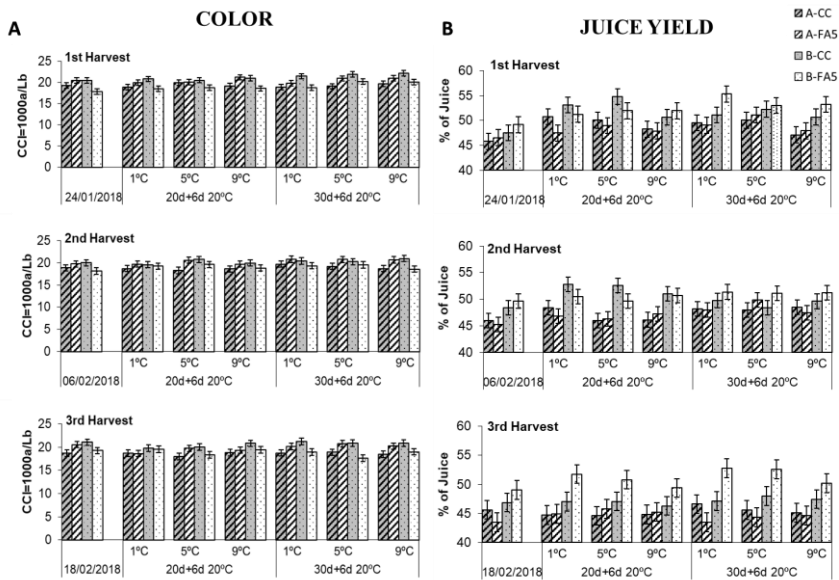 A
COLOR
1st Harvest
CCI=1000a/Lb
25
20
15
10
5
0
1ºC 5ºC 9ºC 1ºC 5ºC 9ºC
24/01/2018 20d+6d 20ºC 30d+6d 20ºC
2nd Harvest
CCI=1000a/Lb
25
20
15
10
5
0
1ºC 5ºC 9ºC 1ºC 5ºC 9ºC
06/02/2018 20d+6d 20ºC 30d+6d 20ºC
3rd Harvest
CCI=1000a/Lb
25
20
15
10
5
0
1ºC 5ºC 9ºC 1ºC 5ºC 9ºC
18/02/2018 20d+6d 20ºC 30d+6d 20ºC
B
JUICE YIELD
A-CC
A-FA5
B-CC
B-FA5
1st Harvest
% of Juice
60
55
50
45
40
1ºC 5ºC 9ºC 1ºC 5ºC 9ºC
24/01/2018 20d+6d 20ºC 30d+6d 20ºC
2nd Harvest
% of Juice
60
55
50
45
40
1ºC 5ºC 9ºC 1ºC 5ºC 9ºC
06/02/2018 20d+6d 20ºC 30d+6d 20ºC
3rd Harvest
% of Juice
60
55
50
45
40
1ºC 5ºC 9ºC 1ºC 5ºC 9ºC
18/02/2018 20d+6d 20ºC 30d+6d 20ºC